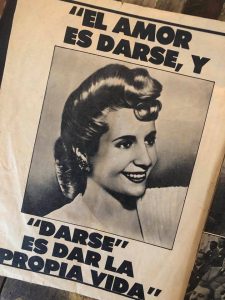 “EL AMOR
ES DARSE, Y
“DARSE”
ES DAR LA
PROPIA VIDA”